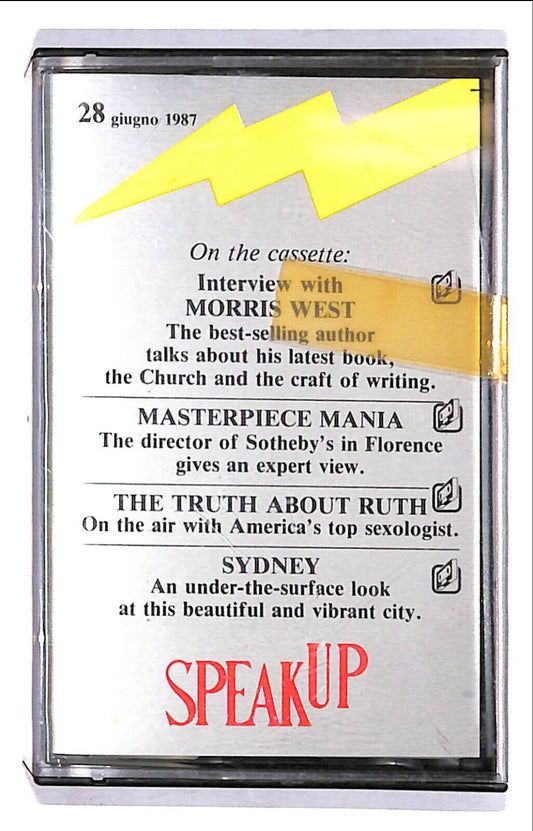 28 giugno 1987
On the cassette:
Interview with
MORRIS WEST
The best-selling author
talks about his latest book,
the Church and the craft of writing.
MASTERPIECE MANIA
The director of Sotheby's in Florence
gives an expert view.
THE TRUTH ABOUT RUTH
On the air with America's top sexologist.
SYDNEY
An under-the-surface look
at this beautiful and vibrant city.
SPEAK UP